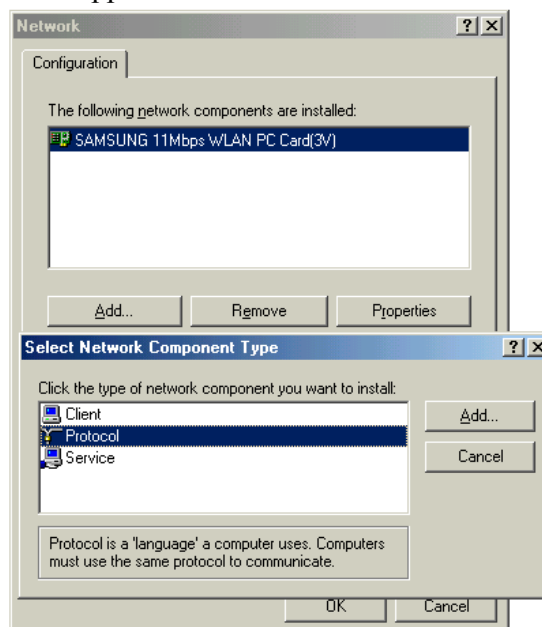 Network
Configuration
The following network components are installed:
SAMSUNG 11Mbps WLAN PC Card(3V)
Add... Remove Properties
Select Network Component Type
Click the type of network component you want to install:
Client
Protocol
Service
Add...
Cancel
Protocol is a 'language' a computer uses. Computers
must use the same protocol to communicate.
OK Cancel